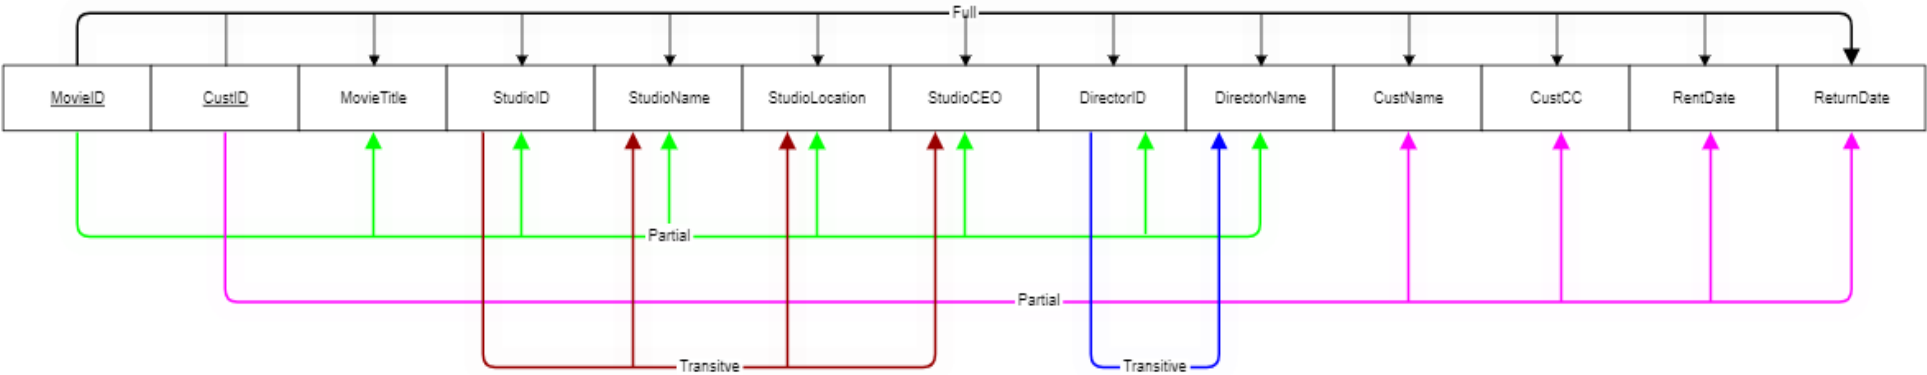 Full
MovieID CustID MovieTitle StudioID StudioName StudioLocation StudioCEO DirectorID DirectorName CustName CustCC RentDate ReturnDate
Partial
Partial
Transitve Transitive